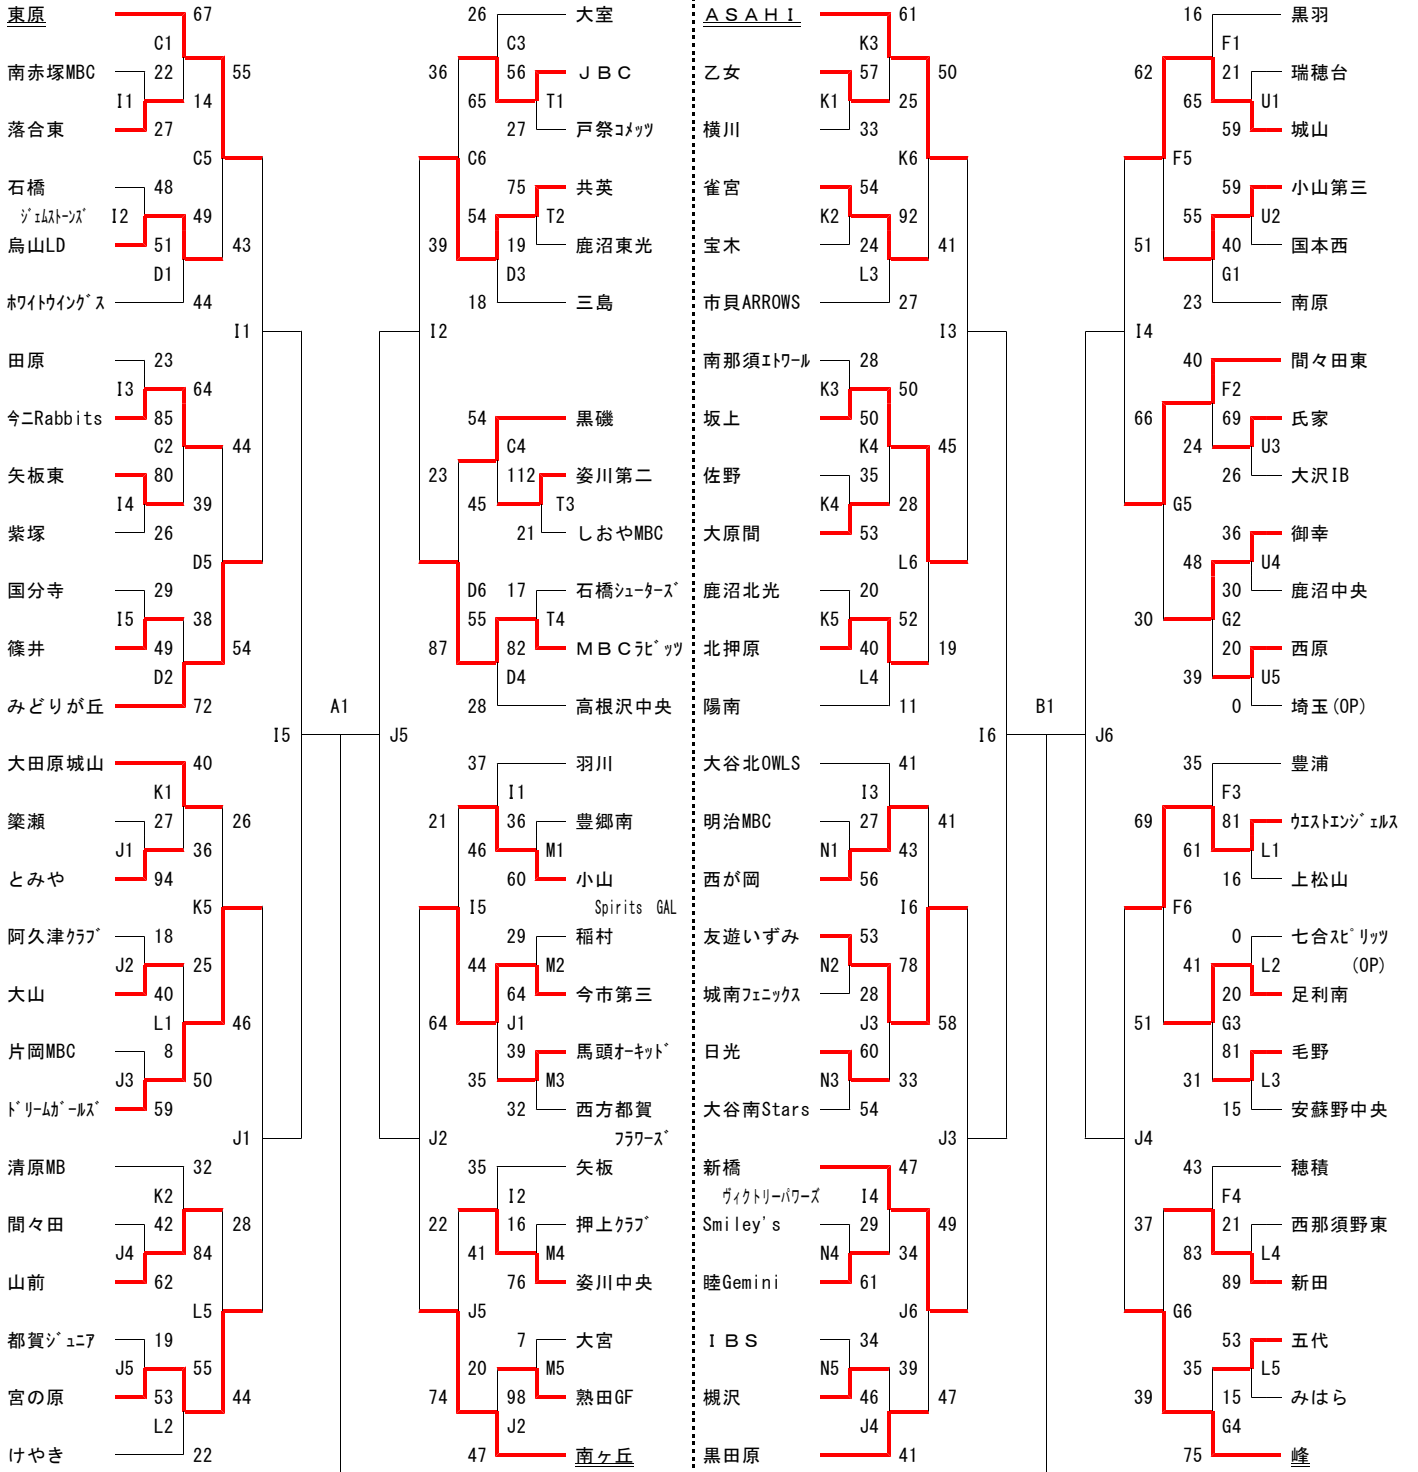 東原 67 26 大室 ＡＳＡＨＩ 61 16 黒羽
C1 C3 K3 F1
南赤塚MBC 22 55 36 56 ＪＢＣ 乙女 57 50 62 21 瑞穂台
I1 14 65 T1 K1 25 65 U1
落合東 27 27 戸祭ｺﾒｯﾂ 横川 33 59 城山
C5 C6 K6 F5
石橋 48 75 共英 雀宮 54 59 小山第三
ｼﾞｪﾑｽﾄｰﾝｽﾞ I2 49 54 T2 K2 92 55 U2
烏山LD 51 43 39 19 鹿沼東光 宝木 24 41 51 40 国本西
D1 D3 L3 G1
ﾎﾜｲﾄｳｲﾝｸﾞｽ 44 18 三島 市貝ARROWS 27 23 南原
I1 I2 I3 I4
田原 23 南那須ｴﾄﾜｰﾙ 28 40 間々田東
I3 64 K3 50 F2
今二Rabbits 85 54 黒磯 坂上 50 66 69 氏家
C2 44 C4 K4 45 24 U3
矢板東 80 23 112 姿川第二 佐野 35 26 大沢IB
I4 39 45 T3 K4 28 G5
紫塚 26 21 しおやMBC 大原間 53 36 御幸
D5 L6 48 U4
国分寺 29 D6 17 石橋ｼｭｰﾀｰｽﾞ 鹿沼北光 20 30 鹿沼中央
I5 38 55 T4 K5 52 30 G2
篠井 49 54 87 82 ＭＢＣﾗﾋﾞｯﾂ 北押原 40 19 20 西原
D2 D4 L4 39 U5
みどりが丘 72 A1 28 高根沢中央 陽南 11 B1 0 埼玉(OP)
I5 J5 I6 J6
大田原城山 40 37 羽川 大谷北OWLS 41 35 豊浦
K1 I1 I3 F3
簗瀬 27 26 21 36 豊郷南 明治MBC 27 41 69 81 ｳｴｽﾄｴﾝｼﾞｪﾙｽ
J1 36 46 M1 N1 43 61 L1
とみや 94 60 小山 西が岡 56 16 上松山
K5 I5 Spirits GAL I6 F6
阿久津ｸﾗﾌﾞ 18 29 稲村 友遊いずみ 53 0 七合ｽﾋﾟﾘｯﾂ
J2 25 44 M2 N2 78 41 L2 (OP)
大山 40 64 今市第三 城南ﾌェﾆックス 28 20 足利南
L1 46 64 J1 J3 58 51 G3
片岡MBC 8 39 馬頭ｵｰｷｯﾄﾞ 日光 60 81 毛野
J3 50 35 M3 N3 33 31 L3
ﾄﾞﾘｰﾑｶﾞｰﾙｽﾞ 59 32 西方都賀 大谷南Stars 54 15 安蘇野中央
J1 J2 ﾌﾗﾜｰｽﾞ J3 J4
清原MB 32 35 矢板 新橋 47 43 穂積
K2 I2 ヴィクトリーパワーズ I4 F4
間々田 42 28 22 16 押上ｸﾗﾌﾞ Smiley's 29 49 37 21 西那須野東
J4 84 41 M4 N4 34 83 L4
山前 62 76 姿川中央 睦Gemini 61 89 新田
L5 J5 J6 G6
都賀ｼﾞｭﾆｱ 19 7 大宮 ＩＢＳ 34 53 五代
J5 55 20 M5 N5 39 35 L5
宮の原 53 44 74 98 熟田GF 槻沢 46 47 39 15 みはら
L2 J2 J4 G4
けやき 22 47 南ヶ丘 黒田原 41 75 峰